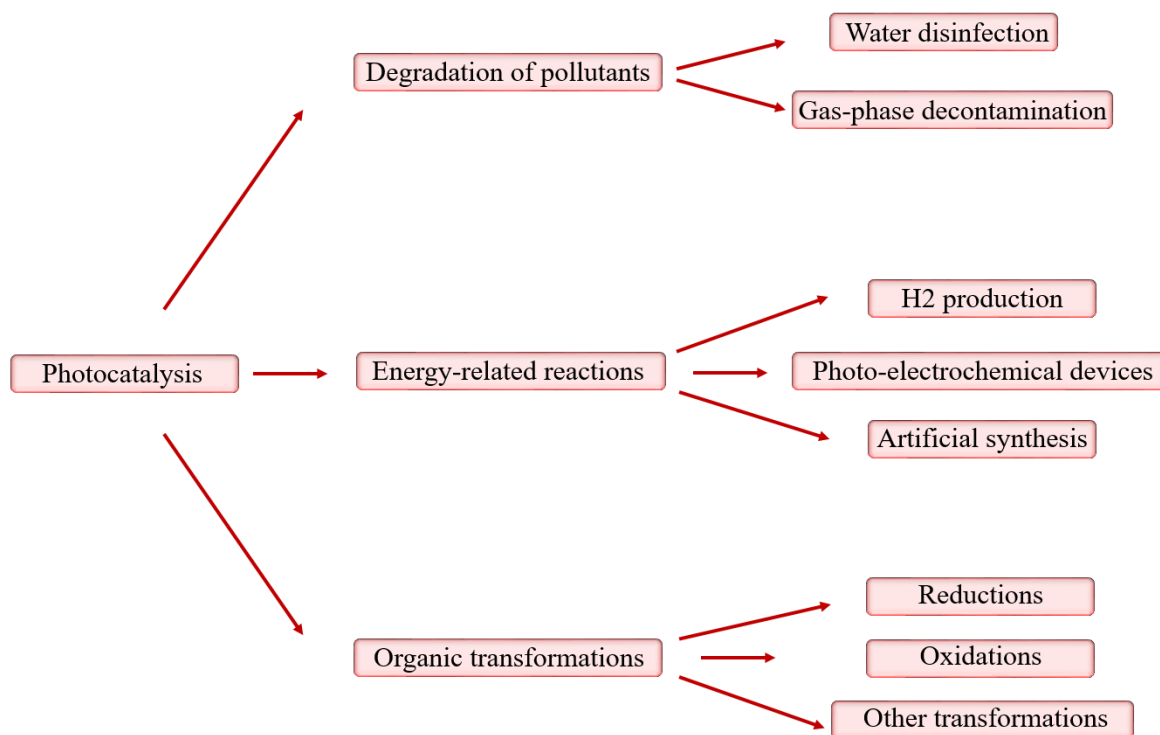 Water disinfection
Degradation of pollutants
Gas-phase decontamination
H2 production
Photocatalysis
Energy-related reactions
Photo-electrochemical devices
Artificial synthesis
Reductions
Organic transformations
Oxidations
Other transformations